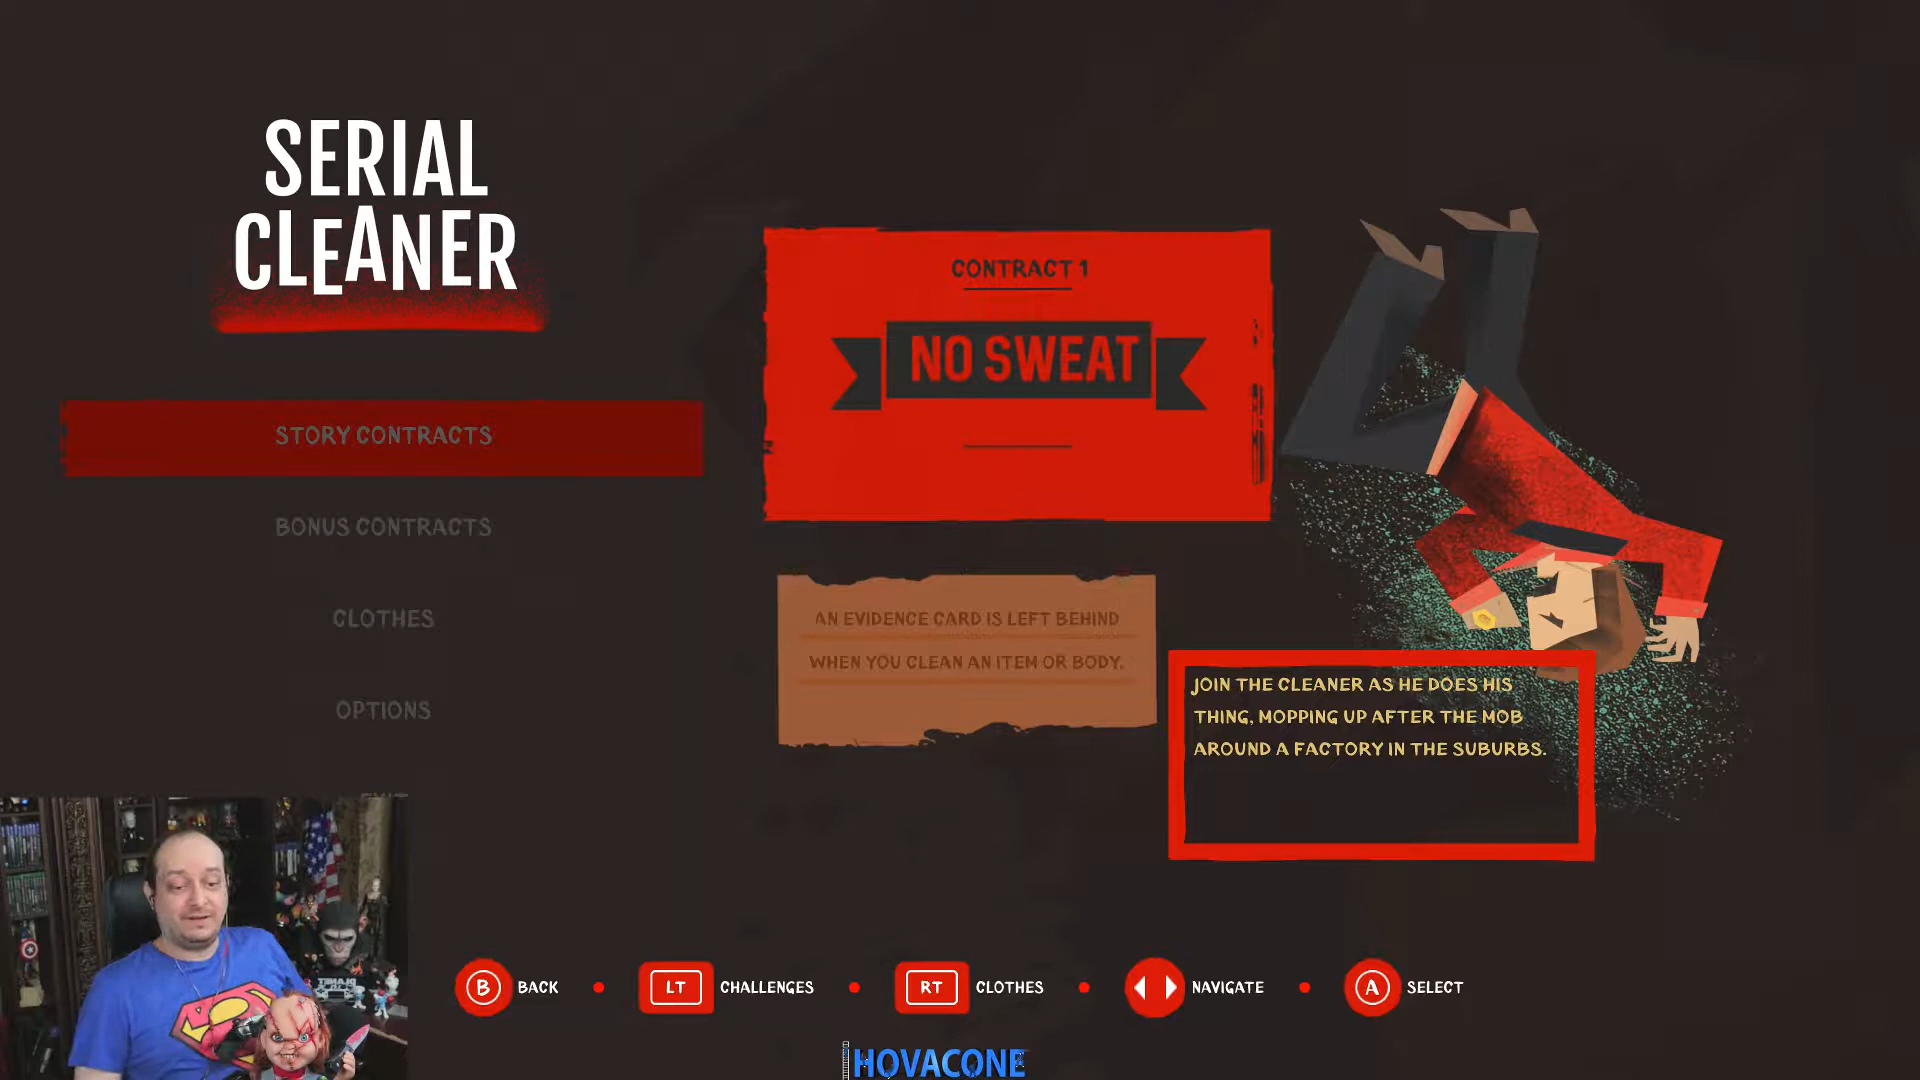 SERIAL
CLEANER
STORY CONTRACTS
BONUS CONTRACTS
CLOTHES
OPTIONS
CONTRACT 1
NO SWEAT
AN EVIDENCE CARD IS LEFT BEHIND
WHEN YOU CLEAN AN ITEM OR BODY.
JOIN THE CLEANER AS HE DOES HIS
THING, MOPPING UP AFTER THE MOB
AROUND A FACTORY IN THE SUBURBS.
B BACK
LT CHALLENGES
RT CLOTHES
NAVIGATE
A SELECT
HOVACONE